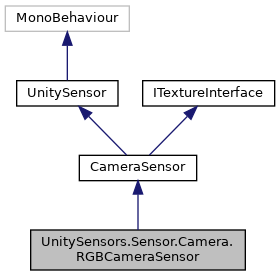 MonoBehaviour
UnitySensor
ITextureInterface
CameraSensor
UnitySensors.Sensor.Camera.
RGBCameraSensor